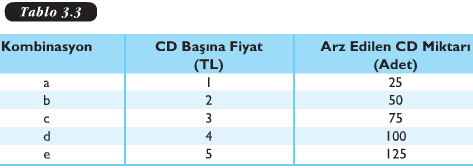 Tablo 3.3
Kombinasyon CD Başına Fiyat Arz Edilen CD Miktarı
(TL) (Adet)
a 1 25
b 2 50
c 3 75
d 4 100
e 5 125